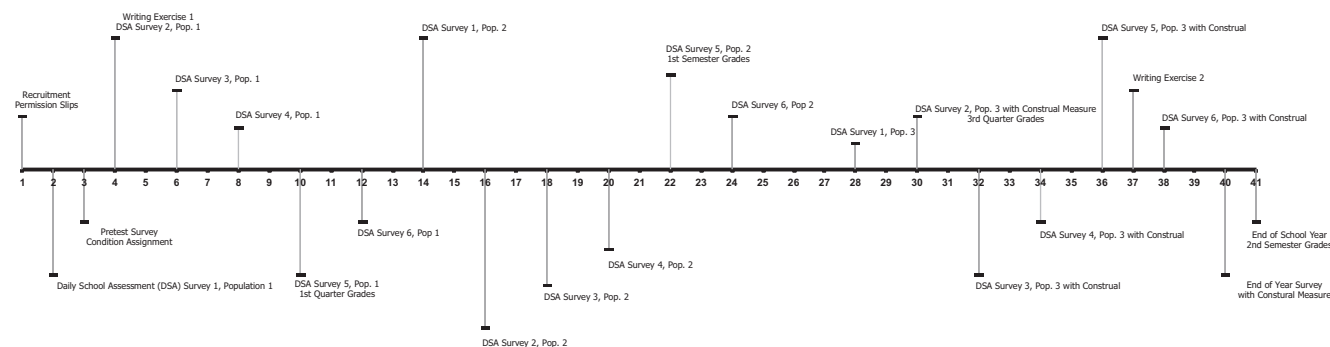 Writing Exercise 1
DSA Survey 2, Pop. 1
DSA Survey 1, Pop. 2
DSA Survey 5, Pop. 3 with Construal
DSA Survey 5, Pop. 2
1st Semester Grades
DSA Survey 3, Pop. 1
Writing Exercise 2
Recruitment
Permission Slips
DSA Survey 4, Pop. 1
DSA Survey 6, Pop 2
DSA Survey 2, Pop. 3 with Construal Measure
3rd Quarter Grades
DSA Survey 1, Pop. 3
DSA Survey 6, Pop. 3 with Construal
1 2 3 4 5 6 7 8 9 10 11 12 13 14 15 16 17 18 19 20 21 22 23 24 25 26 27 28 29 30 31 32 33 34 35 36 37 38 39 40 41
Pretest Survey
Condition Assignment
DSA Survey 6, Pop 1
DSA Survey 4, Pop. 3 with Construal
End of School Year
2nd Semester Grades
DSA Survey 4, Pop. 2
Daily School Assessment (DSA) Survey 1, Population 1
DSA Survey 5, Pop. 1
1st Quarter Grades
DSA Survey 3, Pop. 2
DSA Survey 3, Pop. 3 with Construal
End of Year Survey
with Constural Measure
DSA Survey 2, Pop. 2